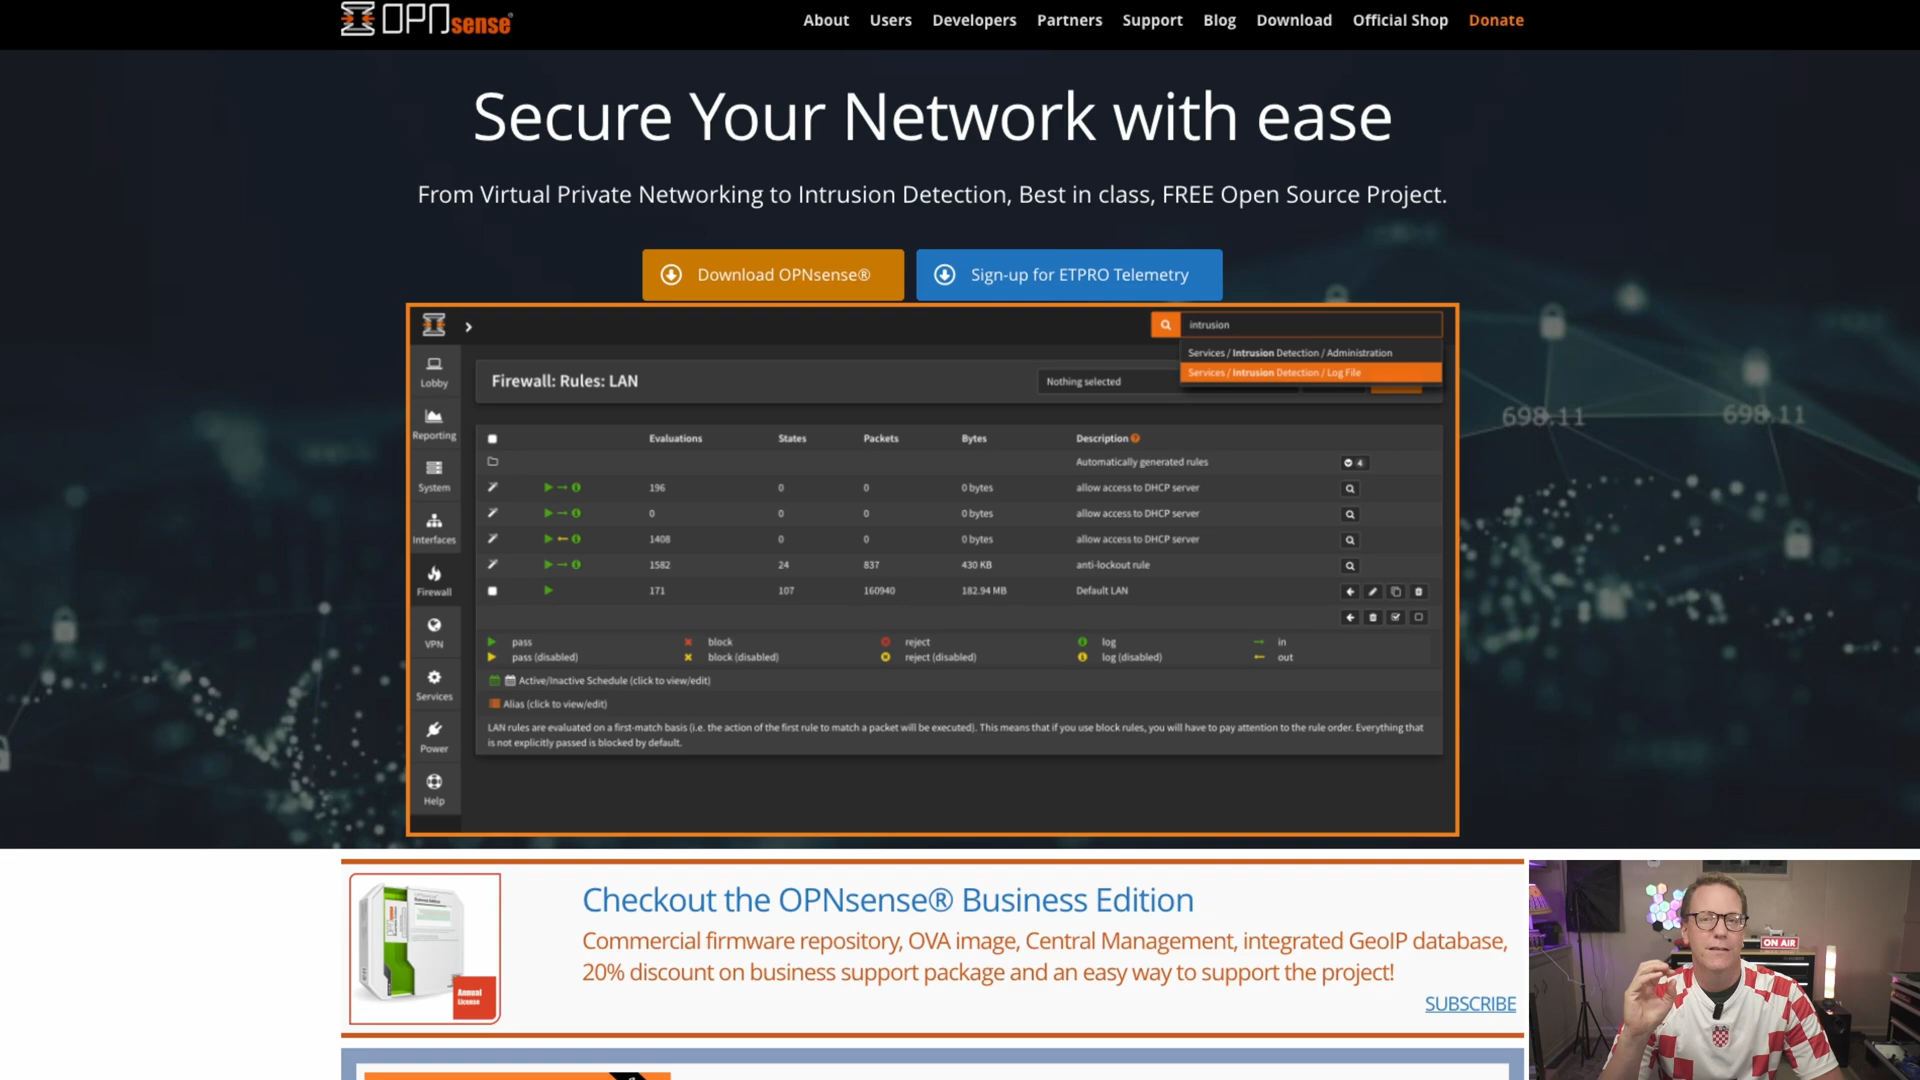 OPNsense®
About Users Developers Partners Support Blog Download Official Shop Donate
Secure Your Network with ease
From Virtual Private Networking to Intrusion Detection, Best in class, FREE Open Source Project.
Download OPNsense® Sign-up for ETPRO Telemetry
intrusion
Services / Intrusion Detection / Administration
Services / Intrusion Detection / Log File
Lobby
Reporting
System
Interfaces
Firewall
VPN
Services
Power
Help
Firewall: Rules: LAN
Nothing selected
Evaluations States Packets Bytes Description
Automatically generated rules 4
196 0 0 0 bytes allow access to DHCP server
0 0 0 0 bytes allow access to DHCP server
1408 0 0 0 bytes allow access to DHCP server
1582 24 837 430 KB anti-lockout rule
171 107 160940 182.94 MB Default LAN
pass block reject log in
pass (disabled) block (disabled) reject (disabled) log (disabled) out
Active/Inactive Schedule (click to view/edit)
Alias (click to view/edit)
LAN rules are evaluated on a first-match basis (i.e. the action of the first rule to match a packet will be executed). This means that if you use block rules, you will have to pay attention to the rule order. Everything that
is not explicitly passed is blocked by default.
698.11 698.11
Checkout the OPNsense® Business Edition
Commercial firmware repository, OVA image, Central Management, integrated GeoIP database,
20% discount on business support package and an easy way to support the project!
SUBSCRIBE
Annual
License
ON AIR